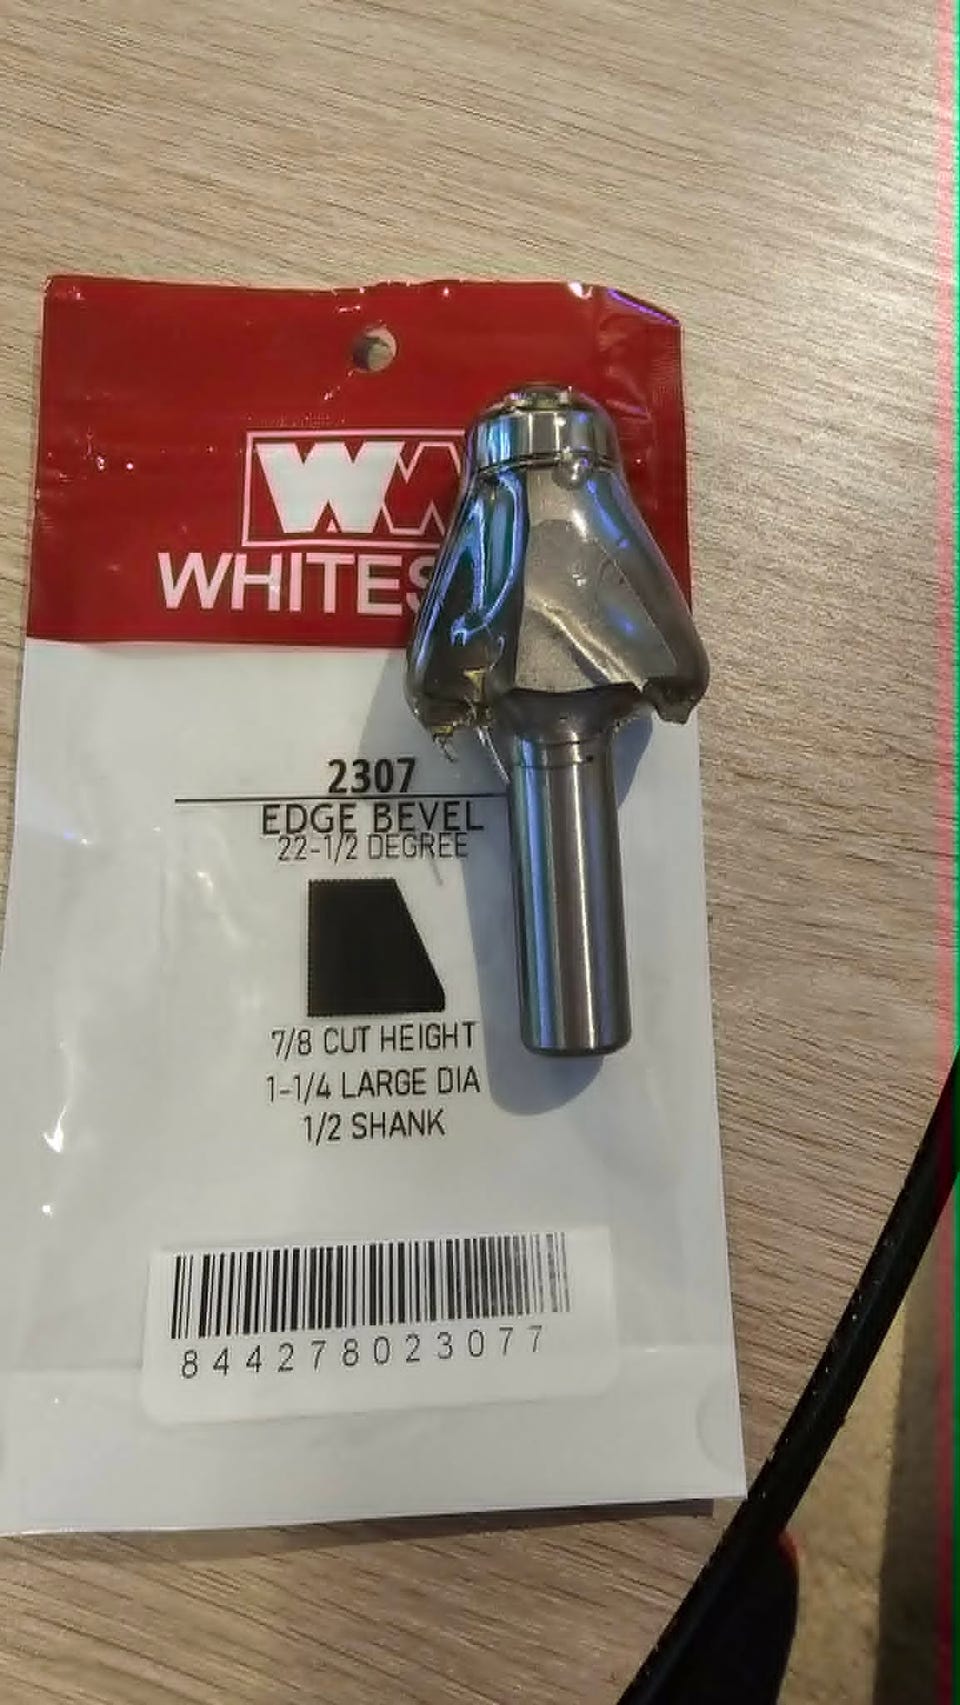 WHITES
2307
EDGE BEVEL
22-1/2 DEGREE
7/8 CUT HEIGHT
1-1/4 LARGE DIA
1/2 SHANK
844278023077